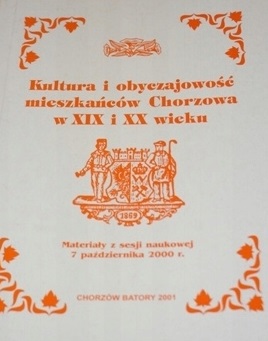 Kultura i obyczajowość
mieszkańców Chorzowa
w XIX i XX wieku
1869
Materiały z sesji naukowej
7 października 2000 r.
CHORZÓW BATORY 2001